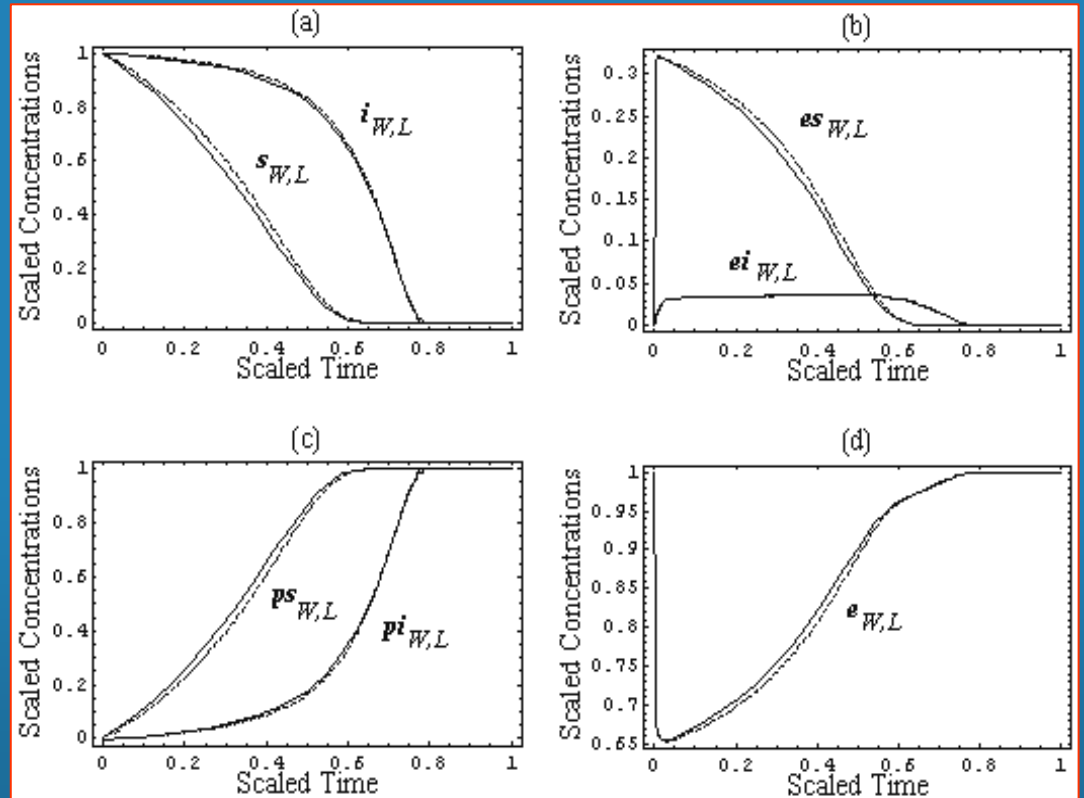 (a)
Scaled Concentrations
1
0.8
0.6
0.4
0.2
0
i W,L
s W,L
0 0.2 0.4 0.6 0.8 1
Scaled Time
(b)
Scaled Concentrations
0.3
0.25
0.2
0.15
0.1
0.05
0
es W,L
ei W,L
0 0.2 0.4 0.6 0.8 1
Scaled Time
(c)
Scaled Concentrations
1
0.8
0.6
0.4
0.2
0
ps W,L
pi W,L
0 0.2 0.4 0.6 0.8 1
Scaled Time
(d)
Scaled Concentrations
1
0.95
0.9
0.85
0.8
0.75
0.7
0.65
e W,L
0 0.2 0.4 0.6 0.8 1
Scaled Time